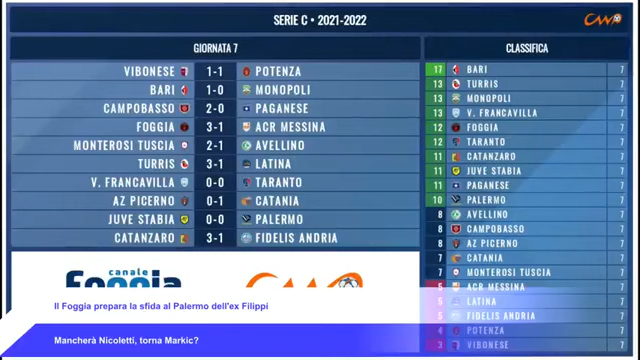 SERIE C • 2021-2022
GIORNATA 7
VIBONESE 1-1 POTENZA
BARI 1-0 MONOPOLI
CAMPOBASSO 2-0 PAGANESE
FOGGIA 3-1 ACR MESSINA
MONTEROSI TUSCIA 2-1 AVELLINO
TURRIS 3-1 LATINA
V. FRANCAVILLA 0-0 TARANTO
AZ PICERNO 0-1 CATANIA
JUVE STABIA 0-0 PALERMO
CATANZARO 3-1 FIDELIS ANDRIA
CLASSIFICA
17 BARI 7
13 TURRIS 7
13 MONOPOLI 7
13 V. FRANCAVILLA 7
12 FOGGIA 7
12 TARANTO 7
11 CATANZARO 7
11 JUVE STABIA 7
11 PAGANESE 7
10 PALERMO 7
8 AVELLINO 7
8 CAMPOBASSO 7
8 AZ PICERNO 7
7 CATANIA 7
7 MONTEROSI TUSCIA 7
5 ACR MESSINA 7
LATINA 7
5 FIDELIS ANDRIA 7
4 POTENZA 7
3 VIBONESE 7
canale
Foggia
Il Foggia prepara la sfida al Palermo dell'ex Filippi
Mancherà Nicoletti, torna Markic?